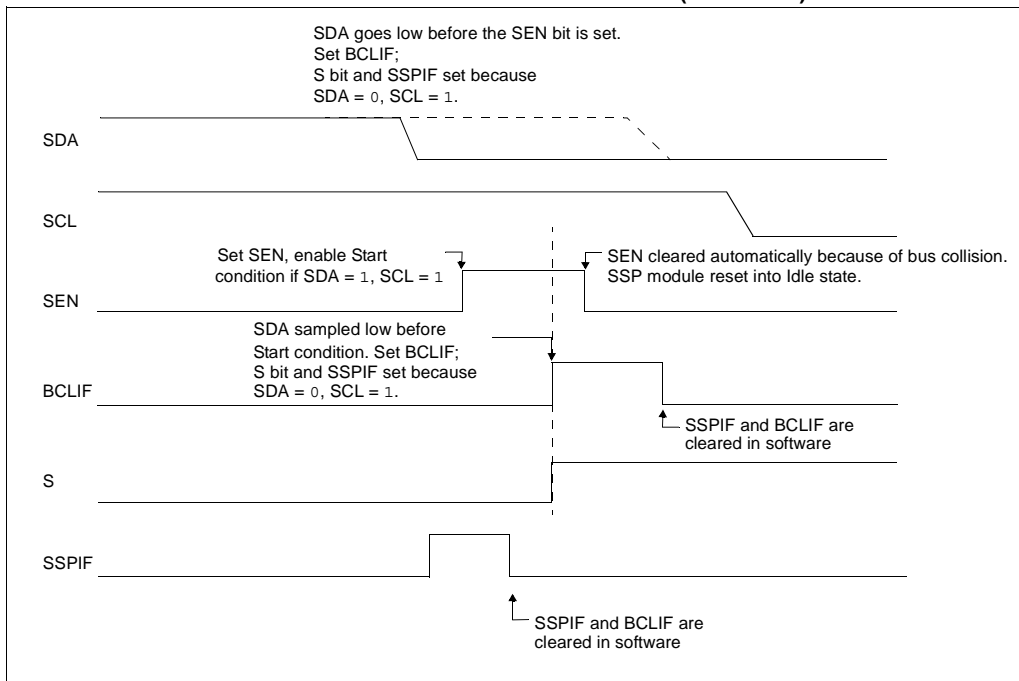 SDA goes low before the SEN bit is set.
Set BCLIF;
S bit and SSPIF set because
SDA = 0, SCL = 1.
SDA
SCL
Set SEN, enable Start
condition if SDA = 1, SCL = 1
SEN cleared automatically because of bus collision.
SSP module reset into Idle state.
SEN
SDA sampled low before
Start condition. Set BCLIF;
S bit and SSPIF set because
SDA = 0, SCL = 1.
BCLIF
SSPIF and BCLIF are
cleared in software
S
SSPIF
SSPIF and BCLIF are
cleared in software